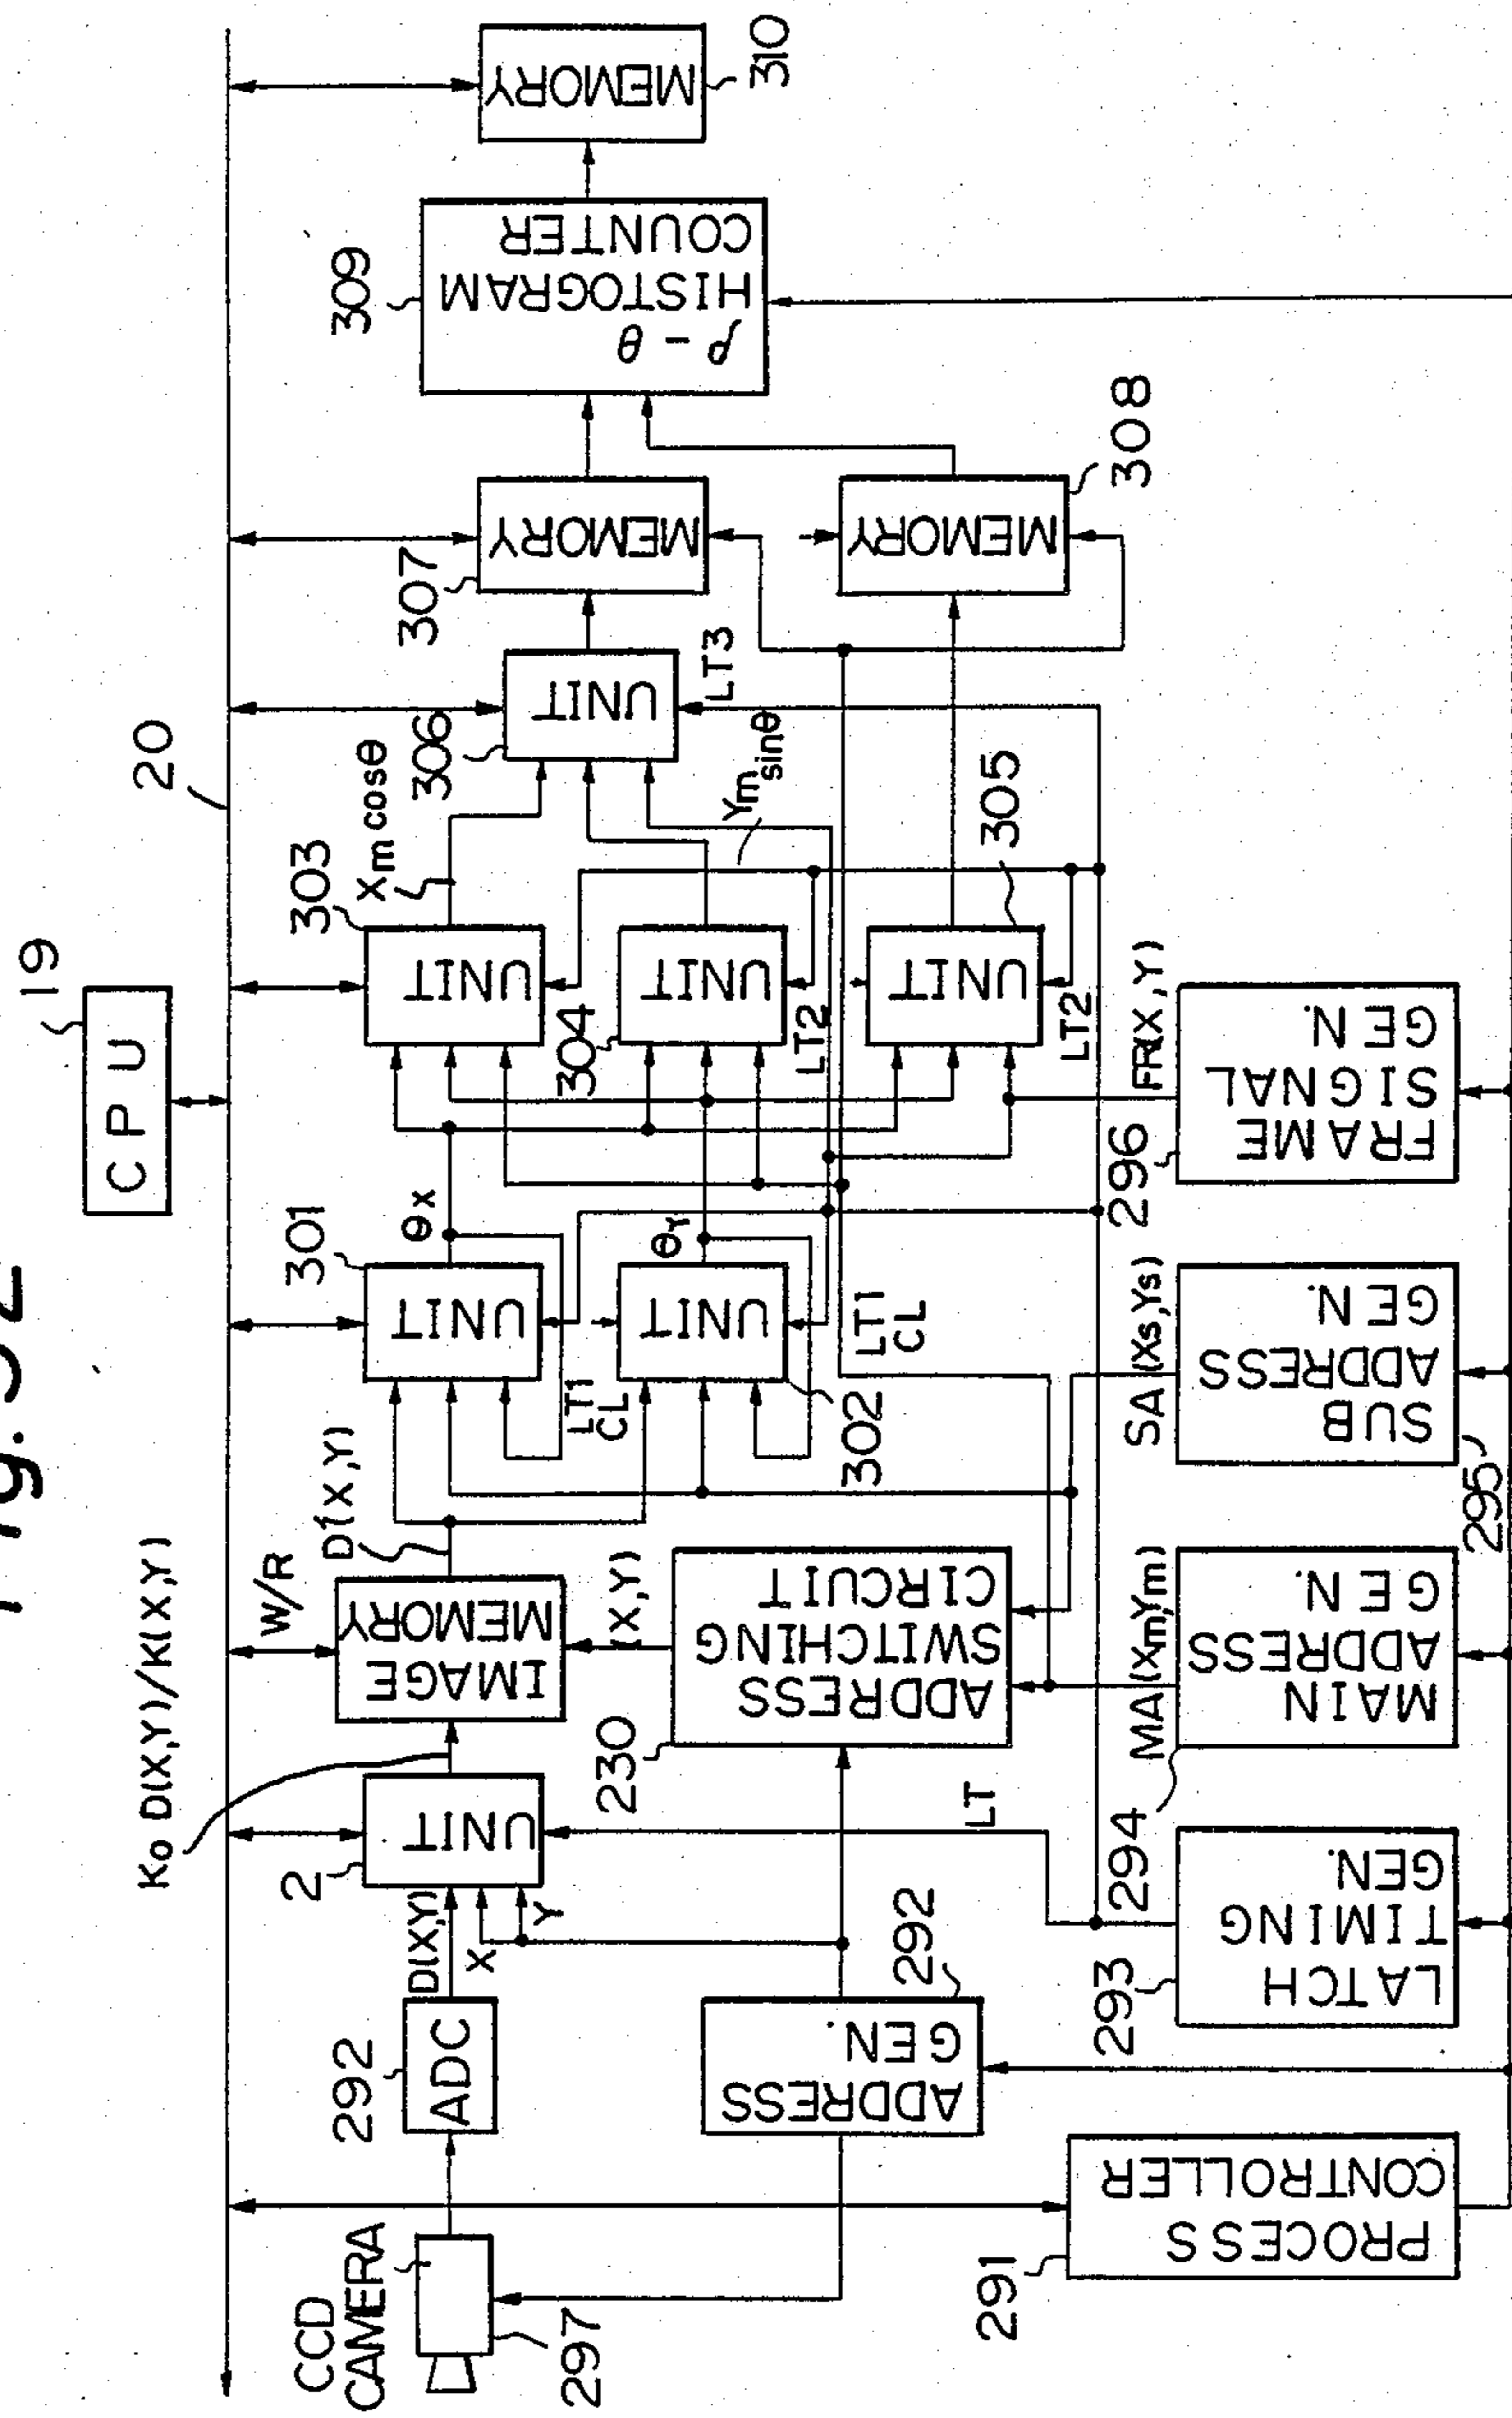 Fig. 32
CPU
19
20
K₀ D(X,Y)/K(X,Y)
CCD
CAMERA
297
292
ADC
D(X,Y)
X
Y
2
UNIT
W/R
IMAGE
MEMORY
D'(X,Y)
(X,Y)
301
UNIT
θx
LT1
CL
302
UNIT
θY
LT1
CL
303
UNIT
Xm cosθ
304
UNIT
LT2
Ym sinθ
305
UNIT
LT2
306
UNIT
LT3
307
MEMORY
308
MEMORY
309
ρ - θ
HISTOGRAM
COUNTER
310
MEMORY
292
ADDRESS
GEN.
230
ADDRESS
SWITCHING
CIRCUIT
LT
291
PROCESS
CONTROLLER
293
LATCH
TIMING
GEN.
294
MAIN
ADDRESS
GEN.
MA (Xm,Ym)
295
SUB
ADDRESS
GEN.
SA (Xs,Ys)
296
FRAME
SIGNAL
GEN.
FR(X,Y)